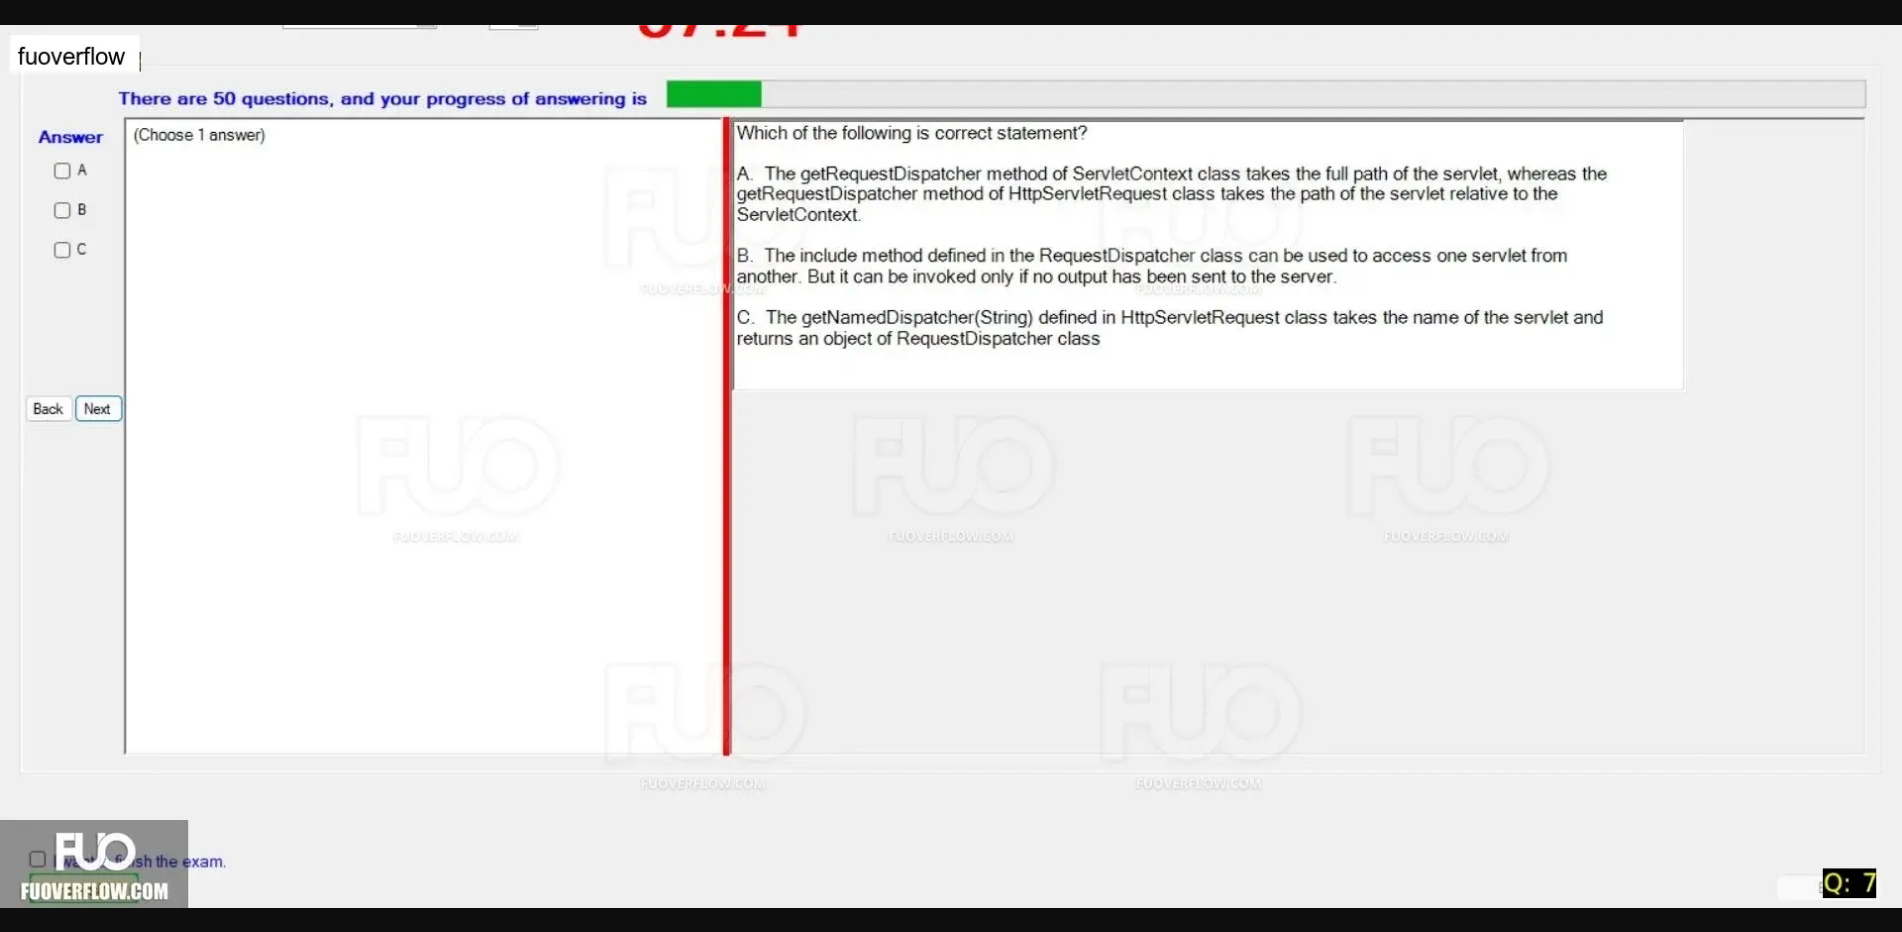 fuoverflow
There are 50 questions, and your progress of answering is
Answer
(Choose 1 answer)
A
B
C
Back
Next
Which of the following is correct statement?
A. The getRequestDispatcher method of ServletContext class takes the full path of the servlet, whereas the
getRequestDispatcher method of HttpServletRequest class takes the path of the servlet relative to the
ServletContext.
B. The include method defined in the RequestDispatcher class can be used to access one servlet from
another. But it can be invoked only if no output has been sent to the server.
C. The getNamedDispatcher(String) defined in HttpServletRequest class takes the name of the servlet and
returns an object of RequestDispatcher class
FUO
FUOVERFLOW.COM
FUO
FUOVERFLOW.COM
FUO
FUOVERFLOW.COM
FUO
FUOVERFLOW.COM
FUO
FUOVERFLOW.COM
FUO
FUOVERFLOW.COM
FUO
FUOVERFLOW.COM
the exam.
FUO
FUOVERFLOW.COM
Q: 7